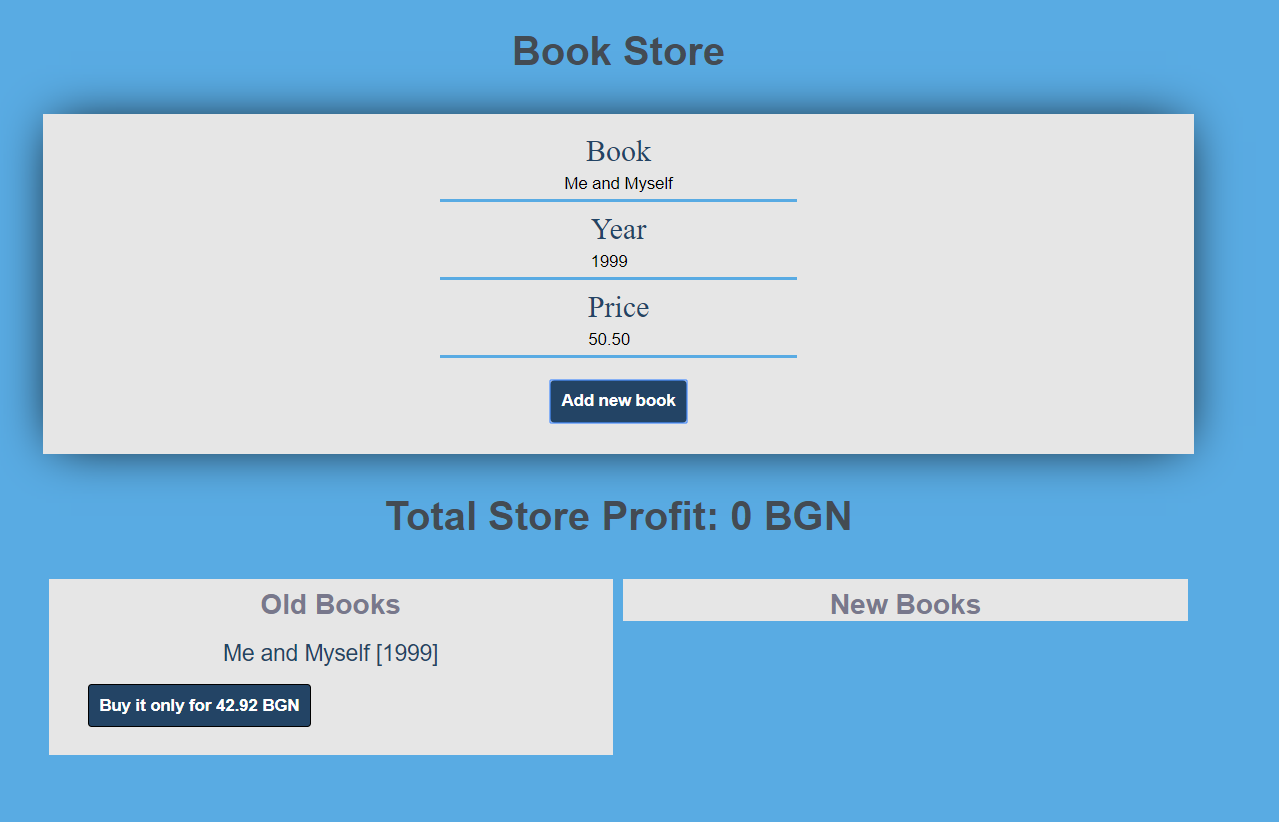 Book Store
Book
Me and Myself
Year
1999
Price
50.50
Add new book
Total Store Profit: 0 BGN
Old Books
Me and Myself [1999]
Buy it only for 42.92 BGN
New Books